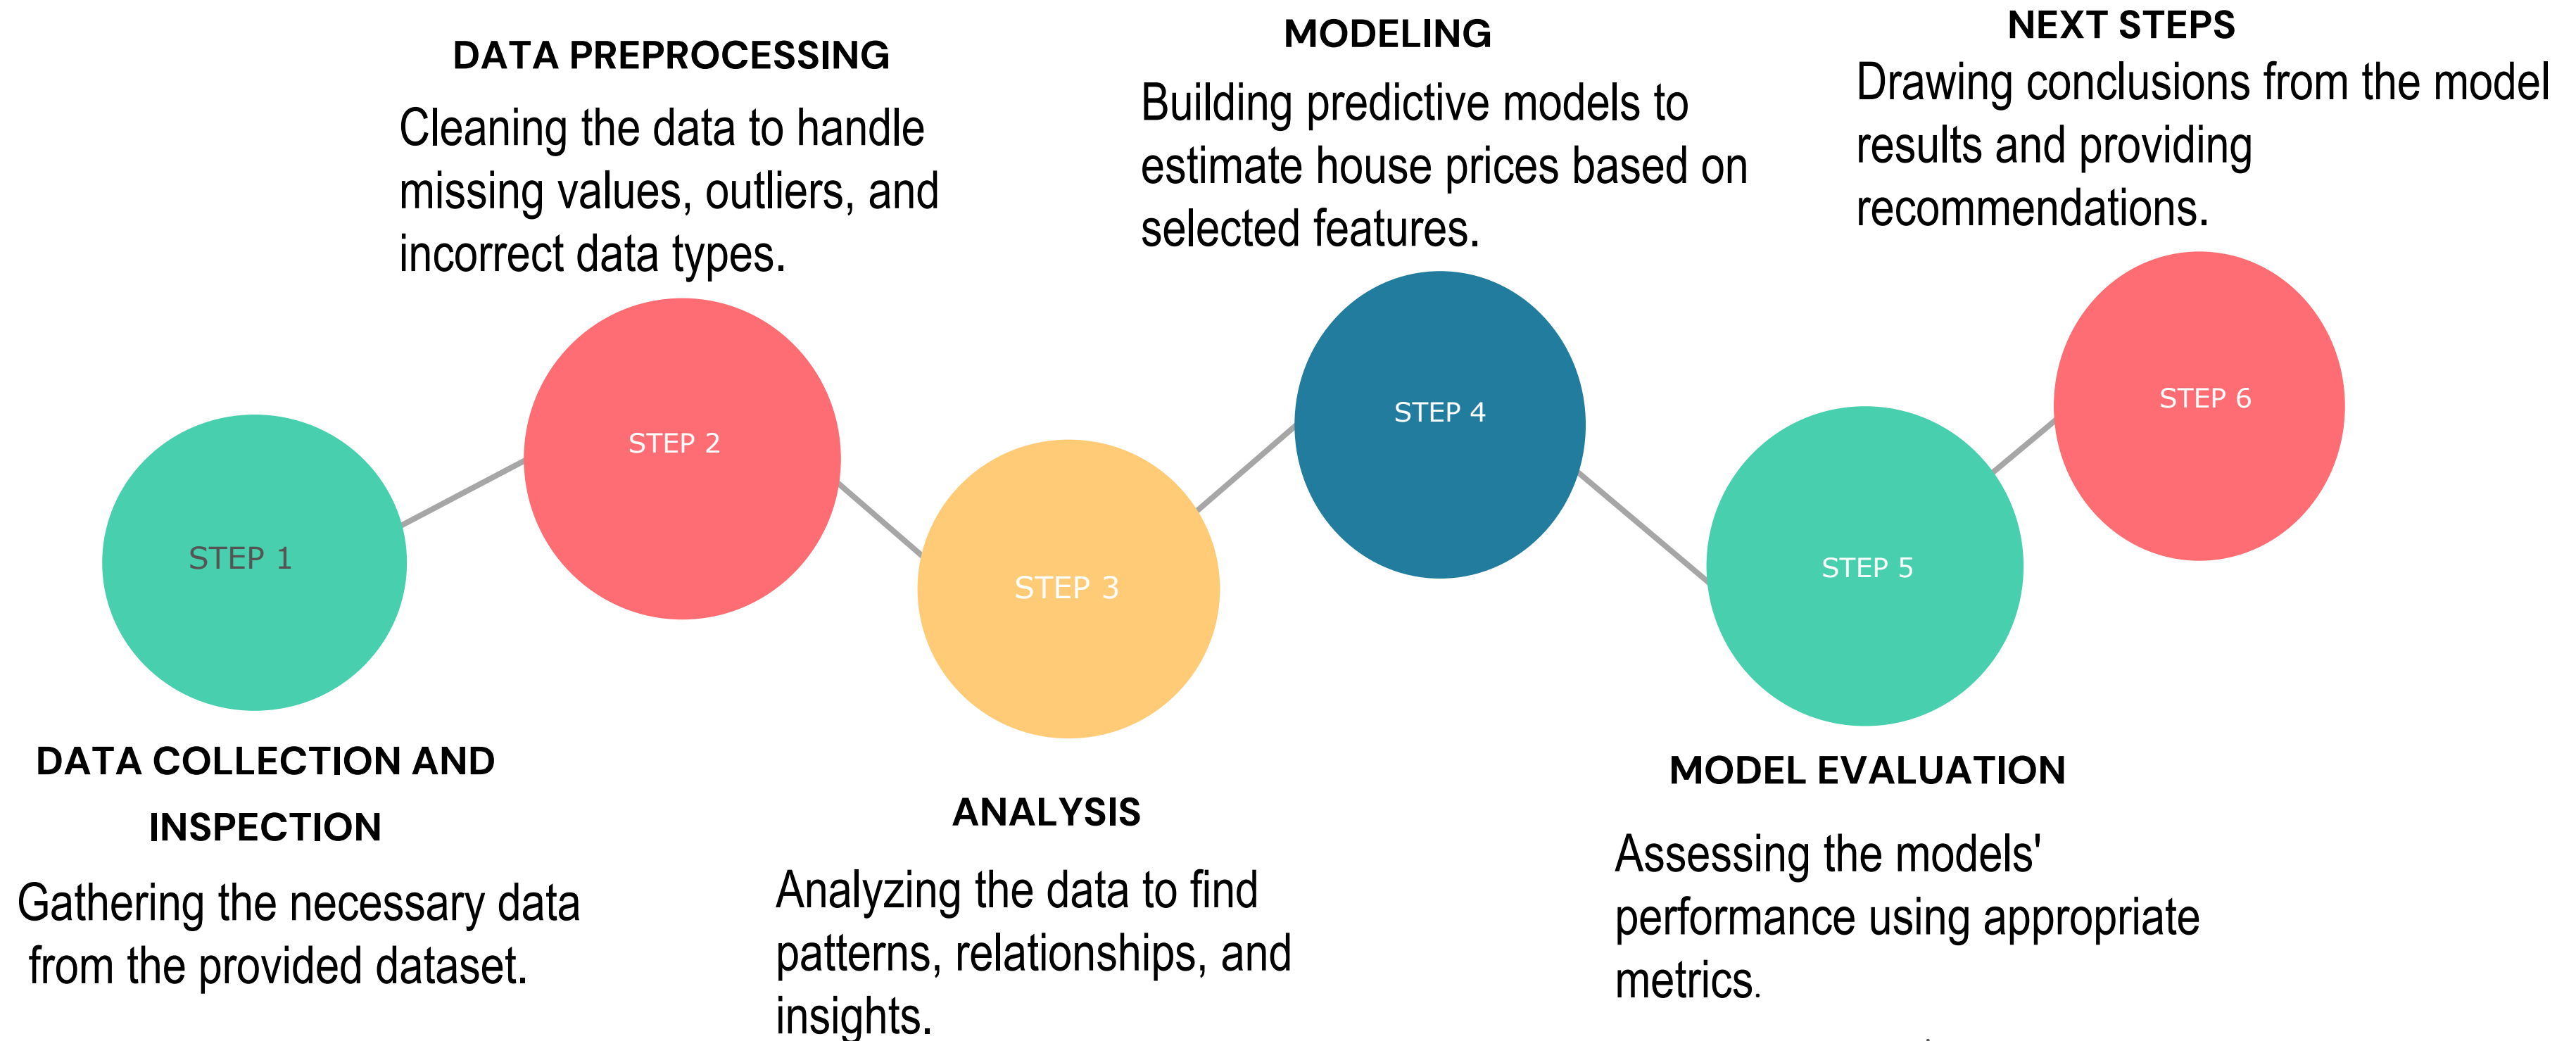 STEP 1
DATA COLLECTION AND
INSPECTION
Gathering the necessary data
from the provided dataset.
DATA PREPROCESSING
Cleaning the data to handle
missing values, outliers, and
incorrect data types.
STEP 2
STEP 3
ANALYSIS
Analyzing the data to find
patterns, relationships, and
insights.
MODELING
Building predictive models to
estimate house prices based on
selected features.
STEP 4
STEP 5
MODEL EVALUATION
Assessing the models'
performance using appropriate
metrics.
NEXT STEPS
Drawing conclusions from the model
results and providing
recommendations.
STEP 6